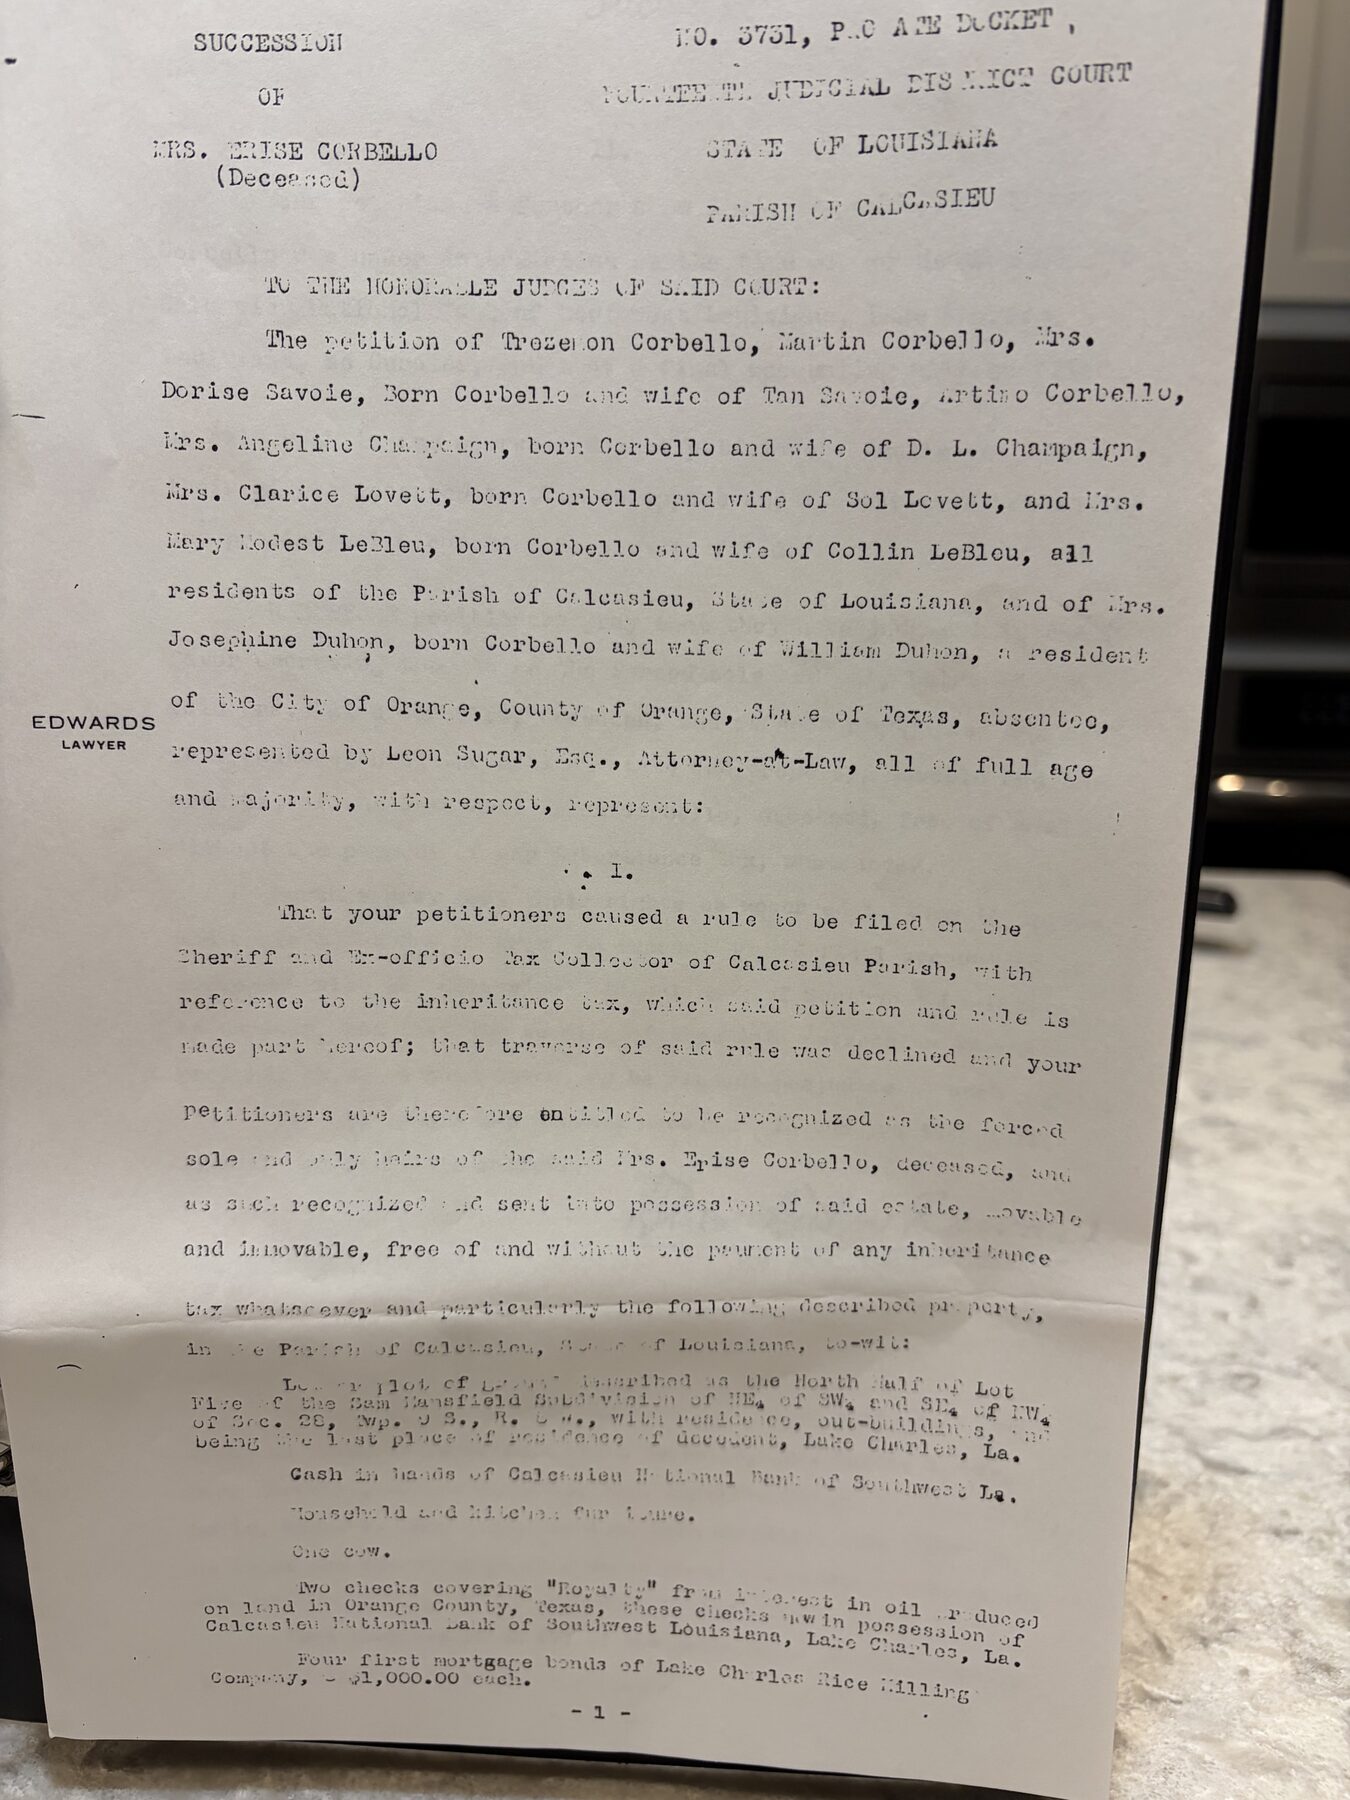 SUCCESSION
OF
MRS. ERISE CORBELLO
(Deceased)
NO. 3731, PROBATE DOCKET,
FOURTEENTH JUDICIAL DISTRICT COURT
STATE OF LOUISIANA
PARISH OF CALCASIEU
TO THE HONORABLE JUDGES OF SAID COURT:
The petition of Trezemon Corbello, Martin Corbello, Mrs.
Dorise Savoie, Born Corbello and wife of Tan Savoie, Corbello,
Mrs. Angeline Champaign, born Corbello and wife of D. L. Champaign,
Mrs. Clarice Lovett, born Corbello and wife of Sol Lovett, and Mrs.
Mary Modest LeBleu, born Corbello and wife of Collin LeBleu, all
residents of the Parish of Calcasieu, State of Louisiana, and of Mrs.
Josephine Duhon, born Corbello and wife of William Duhon, a resident
of the City of Orange, County of Orange, State of Texas, absentee,
EDWARDS
LAWYER
represented by Leon Sugar, Esq., Attorney-at-Law, all of full age
and majority, with respect, represent:
1.
That your petitioners caused a rule to be filed on the
Sheriff and Ex-officio Tax Collector of Calcasieu Parish, with
reference to the inheritance tax, which said petition and rule is
made part hereof; that traverse of said rule was declined and your
petitioners are therefore entitled to be recognized as the forced
sole and only heirs of the said Mrs. Erise Corbello, deceased, and
as such recognized and sent into possession of said estate, movable
and immovable, free of and without the paument of any inheritance
tax whatsoever and particularly the following described property,
in the Parish of Calcasieu, State of Louisiana, to-wit:
Lot or plot of ground described as the North Half of Lot
Five of the Sam Mansfield Subdivision of NE¼ of SW¼ and SE¼ of NW¼
of Sec. 28, Twp. S., R. W., with residence, out-buildings, and
being the last place of residence of decedent, Lake Charles, La.
Cash in hands of Calcasieu National Bank of Southwest La.
Household and kitchen furniture.
One cow.
Two checks covering "Royalty" from interest in oil produced
on land in Orange County, Texas, these checks now in possession of
Calcasieu National Bank of Southwest Louisiana, Lake Charles, La.
Four first mortgage bonds of Lake Charles Rice Milling
Company, $1,000.00 each.
- 1 -